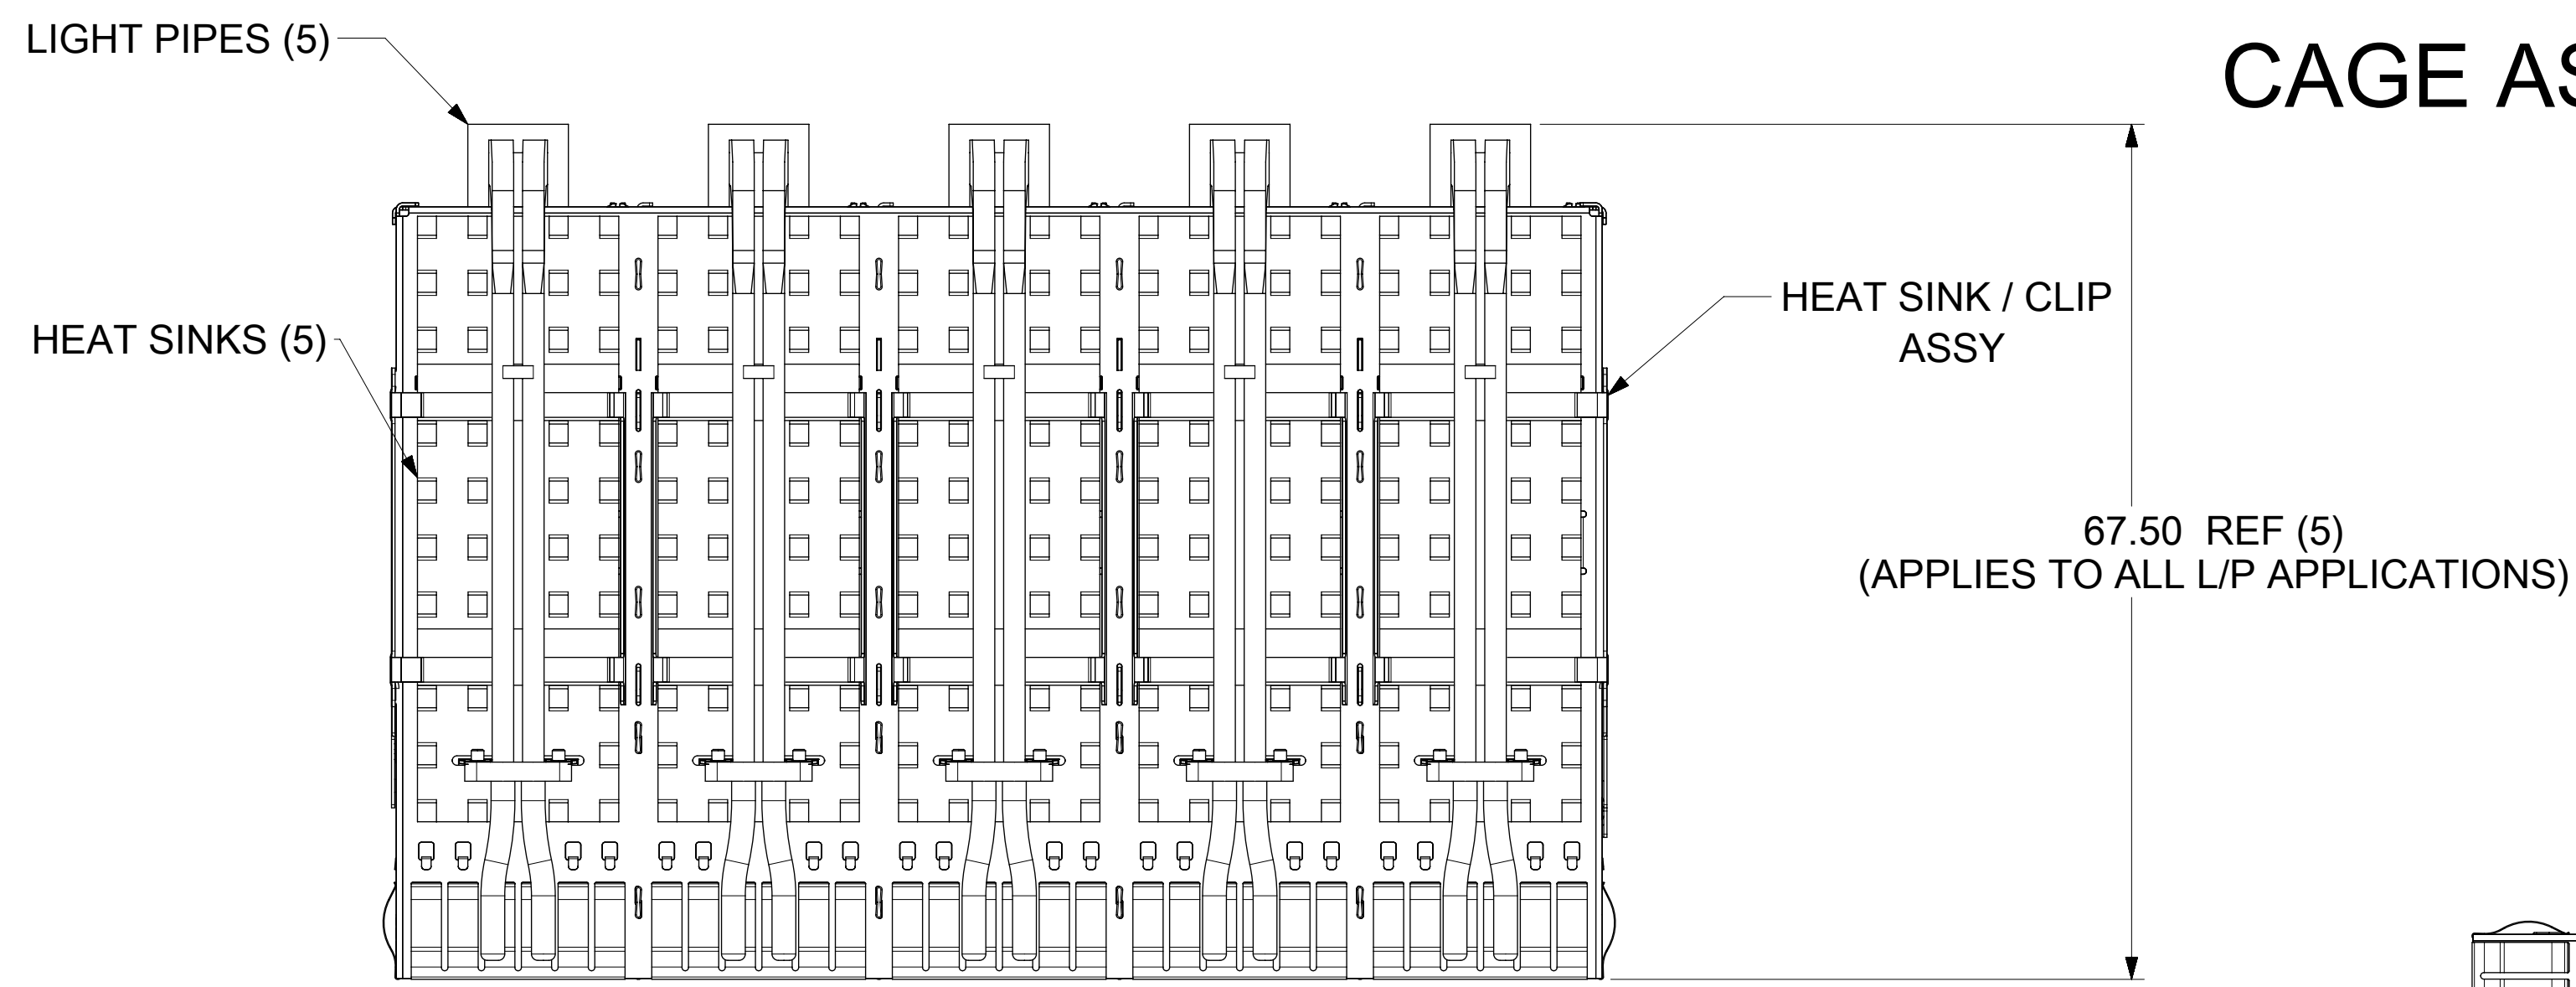 LIGHT PIPES (5)
CAGE AS
HEAT SINKS (5)
HEAT SINK / CLIP
ASSY
67.50 REF (5)
(APPLIES TO ALL L/P APPLICATIONS)